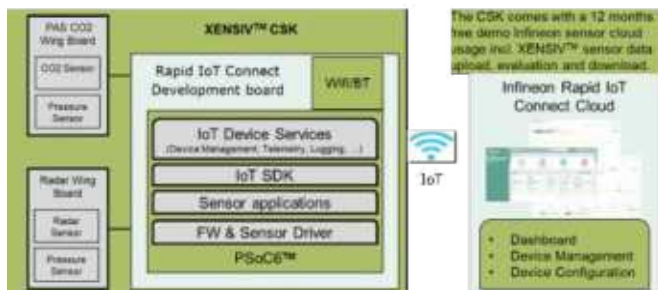 PAS CO2
Wing Board
CO2 Sensor
Pressure
Sensor
Radar Wing
Board
Radar
Sensor
Pressure
Sensor
XENSIV™ CSK
Rapid IoT Connect
Development board
Wifi/BT
IoT Device Services
(Device Management, Telemetry, Logging, ...)
IoT SDK
Sensor applications
FW & Sensor Driver
PSoC6™
IoT
The CSK comes with a 12 months
free demo Infineon sensor cloud
usage incl. XENSIV™ sensor data
upload, evaluation and download.
Infineon Rapid IoT
Connect Cloud
• Dashboard
• Device Management
• Device Configuration